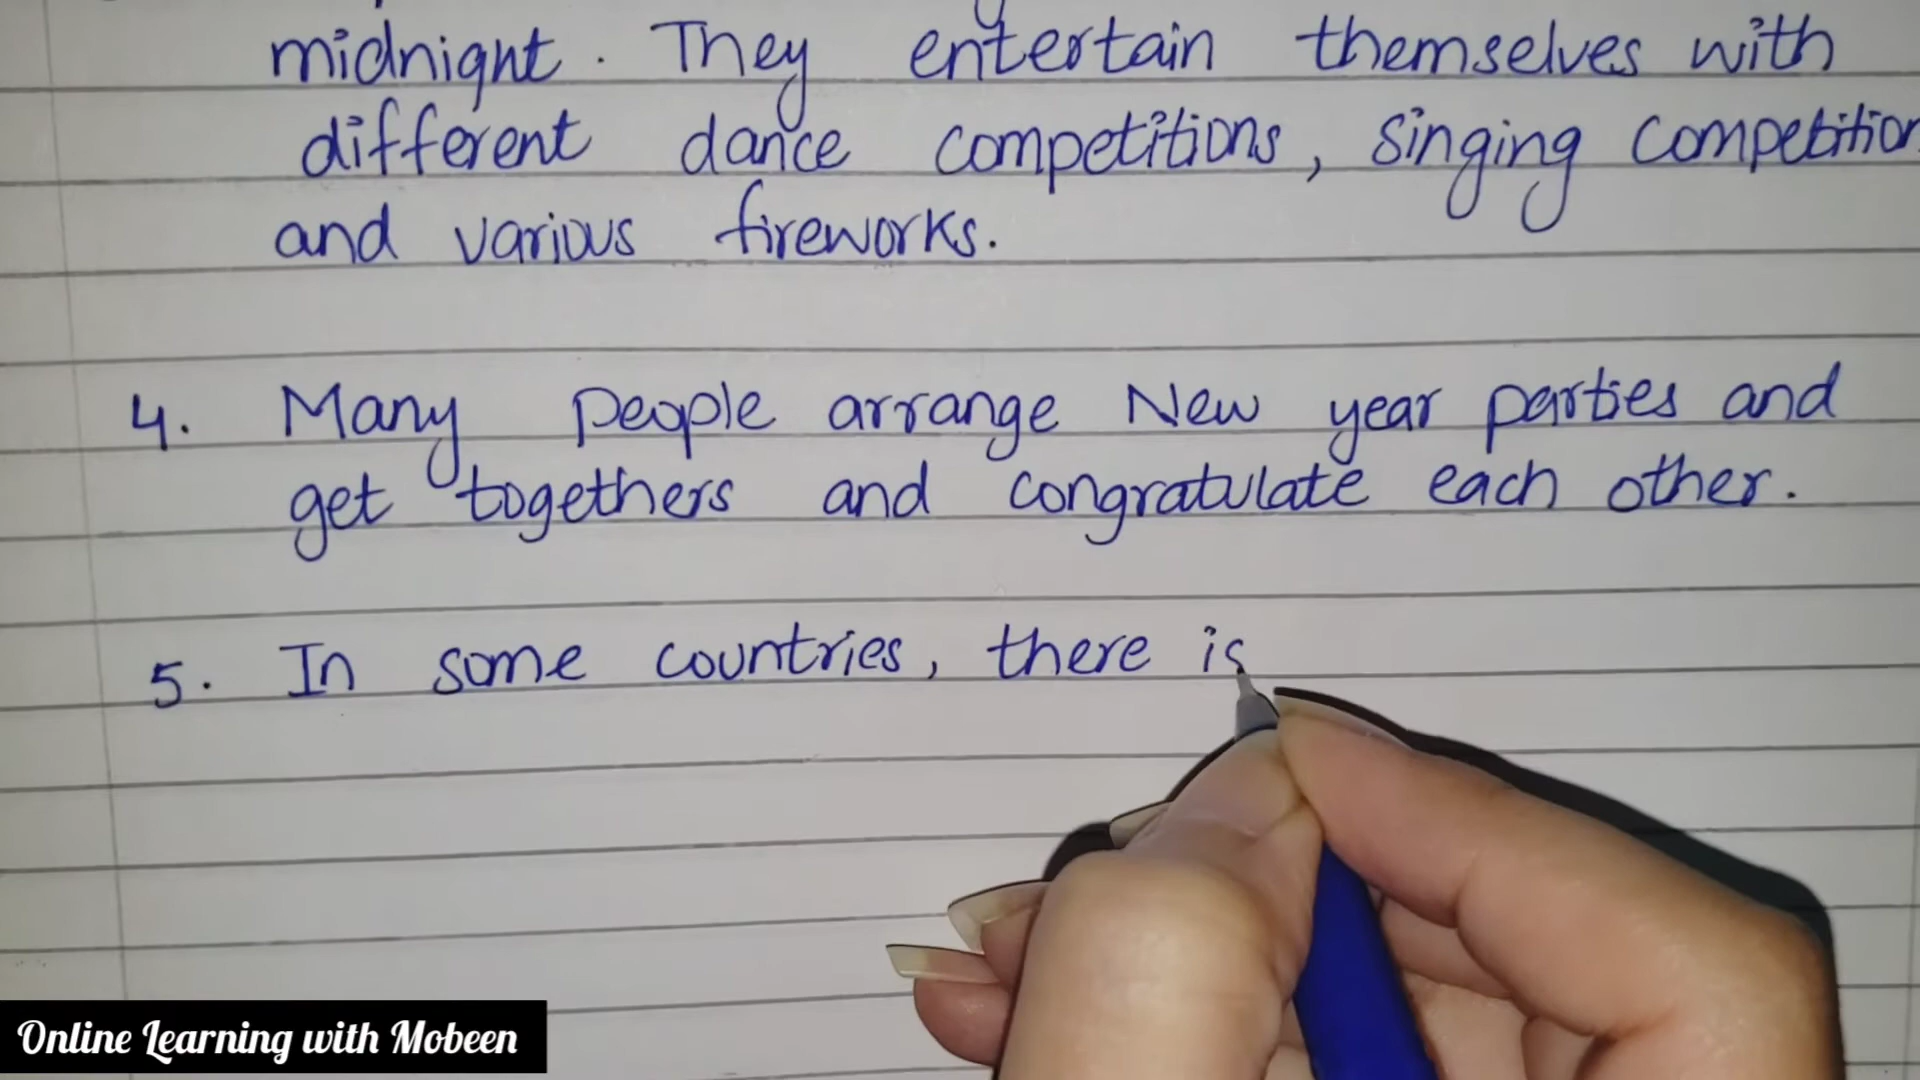 midnight. They entertain themselves with
different dance competitions, singing competition
and various fireworks.
4. Many people arrange New year parties and
get togethers and congratulate each other.
5. In some countries, there is
Online Learning with Mobeen